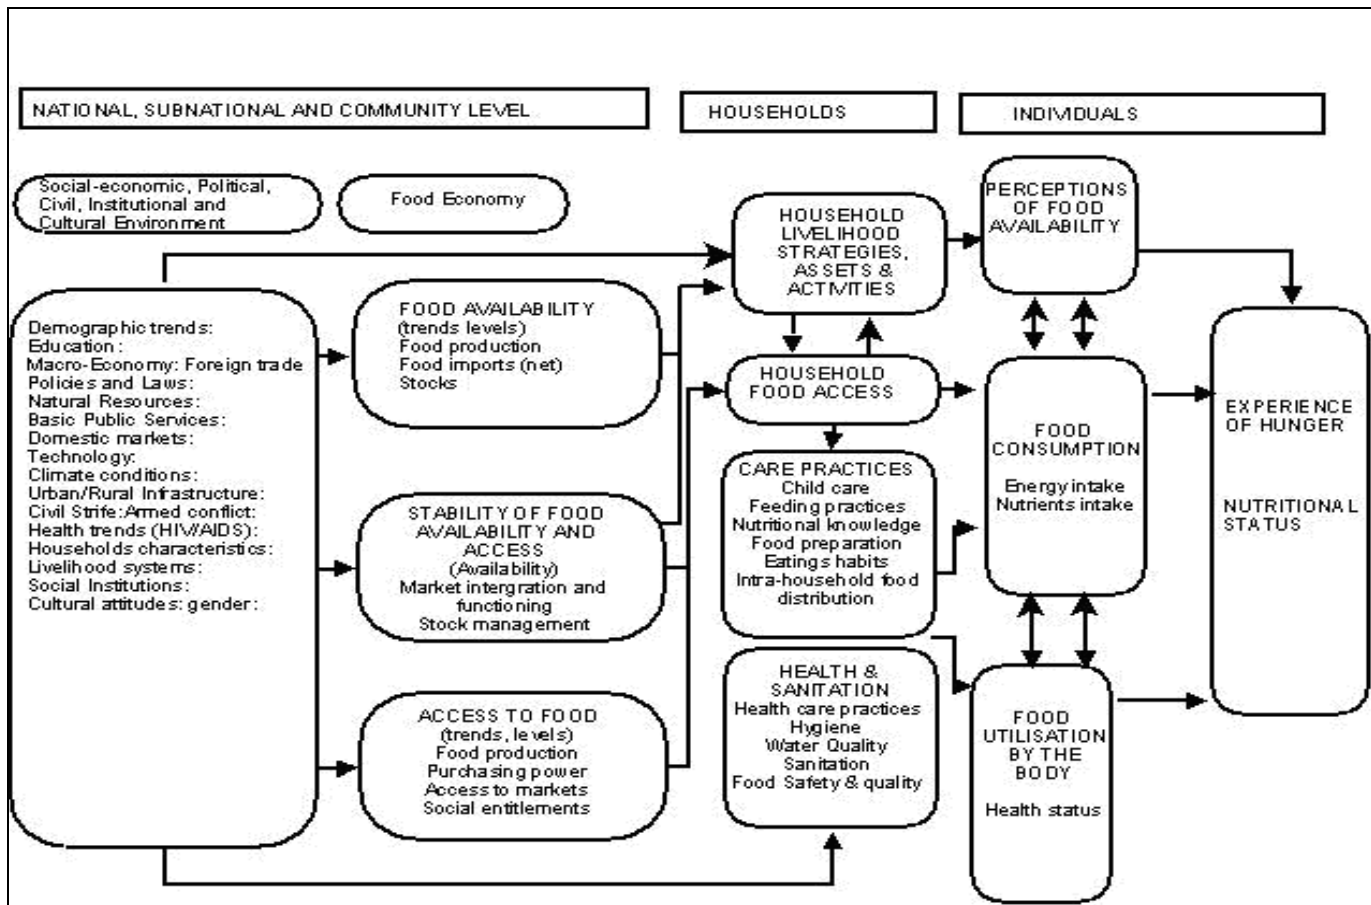 NATIONAL, SUBNATIONAL AND COMMUNITY LEVEL
HOUSEHOLDS
INDIVIDUALS
Social-economic, Political,
Civil, Institutional and
Cultural Environment
Food Economy
Demographic trends:
Education :
Macro-Economy: Foreign trade
Policies and Laws:
Natural Resources:
Basic Public Services:
Domestic markets:
Technology:
Climate conditions:
Urban/Rural Infrastructure:
Civil Strife:Armed conflict:
Health trends (HIV/AIDS):
Households characteristics:
Livelihood systems:
Social Institutions:
Cultural attitudes: gender:
FOOD AVAILABILITY
(trends levels)
Food production
Food imports (net)
Stocks
STABILITY OF FOOD
AVAILABILITY AND
ACCESS
(Availability)
Market intergration and
functioning
Stock management
ACCESS TO FOOD
(trends, levels)
Food production
Purchasing power
Access to markets
Social entitlements
HOUSEHOLD
LIVELIHOOD
STRATEGIES,
ASSETS &
ACTIVITIES
HOUSEHOLD
FOOD ACCESS
CARE PRACTICES
Child care
Feeding practices
Nutritional knowledge
Food preparation
Eatings habits
Intra-household food
distribution
HEALTH &
SANITATION
Health care practices
Hygiene
Water Quality
Sanitation
Food Safety & quality
PERCEPTIONS
OF FOOD
AVAILABILITY
FOOD
CONSUMPTION
Energy intake
Nutrients intake
FOOD
UTILISATION
BY THE
BODY
Health status
EXPERIENCE
OF HUNGER
NUTRITIONAL
STATUS